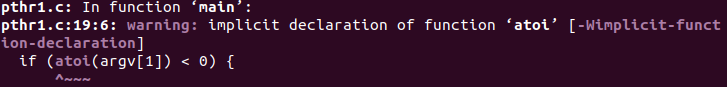 pthr1.c: In function ‘main’:
pthr1.c:19:6: warning: implicit declaration of function ‘atoi’ [-Wimplicit-funct
ion-declaration]
  if (atoi(argv[1]) < 0) {
      ^~~~